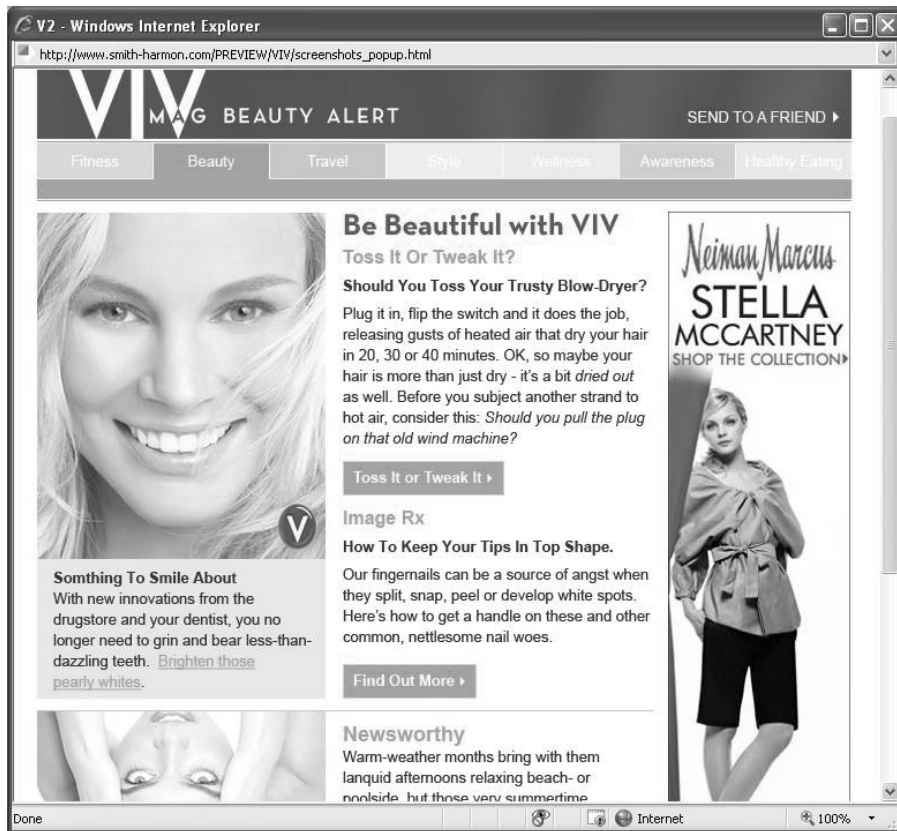 V2 - Windows Internet Explorer
http://www.smith-harmon.com/PREVIEW/VIV/screenshots_popup.html
VIV
MAG BEAUTY ALERT
SEND TO A FRIEND
Fitness Beauty Travel Style Wellness Awareness Healthy Eating
Be Beautiful with VIV
Toss It Or Tweak It?
Should You Toss Your Trusty Blow-Dryer?
Plug it in, flip the switch and it does the job,
releasing gusts of heated air that dry your hair
in 20, 30 or 40 minutes. OK, so maybe your
hair is more than just dry - it's a bit dried out
as well. Before you subject another strand to
hot air, consider this: Should you pull the plug
on that old wind machine?
Toss It or Tweak It
Image Rx
How To Keep Your Tips In Top Shape.
Our fingernails can be a source of angst when
they split, snap, peel or develop white spots.
Here's how to get a handle on these and other
common, nettlesome nail woes.
Find Out More
V
Somthing To Smile About
With new innovations from the
drugstore and your dentist, you no
longer need to grin and bear less-than-
dazzling teeth. Brighten those
pearly whites.
Newsworthy
Warm-weather months bring with them
lanquid afternoons relaxing beach- or
poolside, but those very summertime
Neiman Marcus
STELLA
MCCARTNEY
SHOP THE COLLECTION
Done
Internet
100%